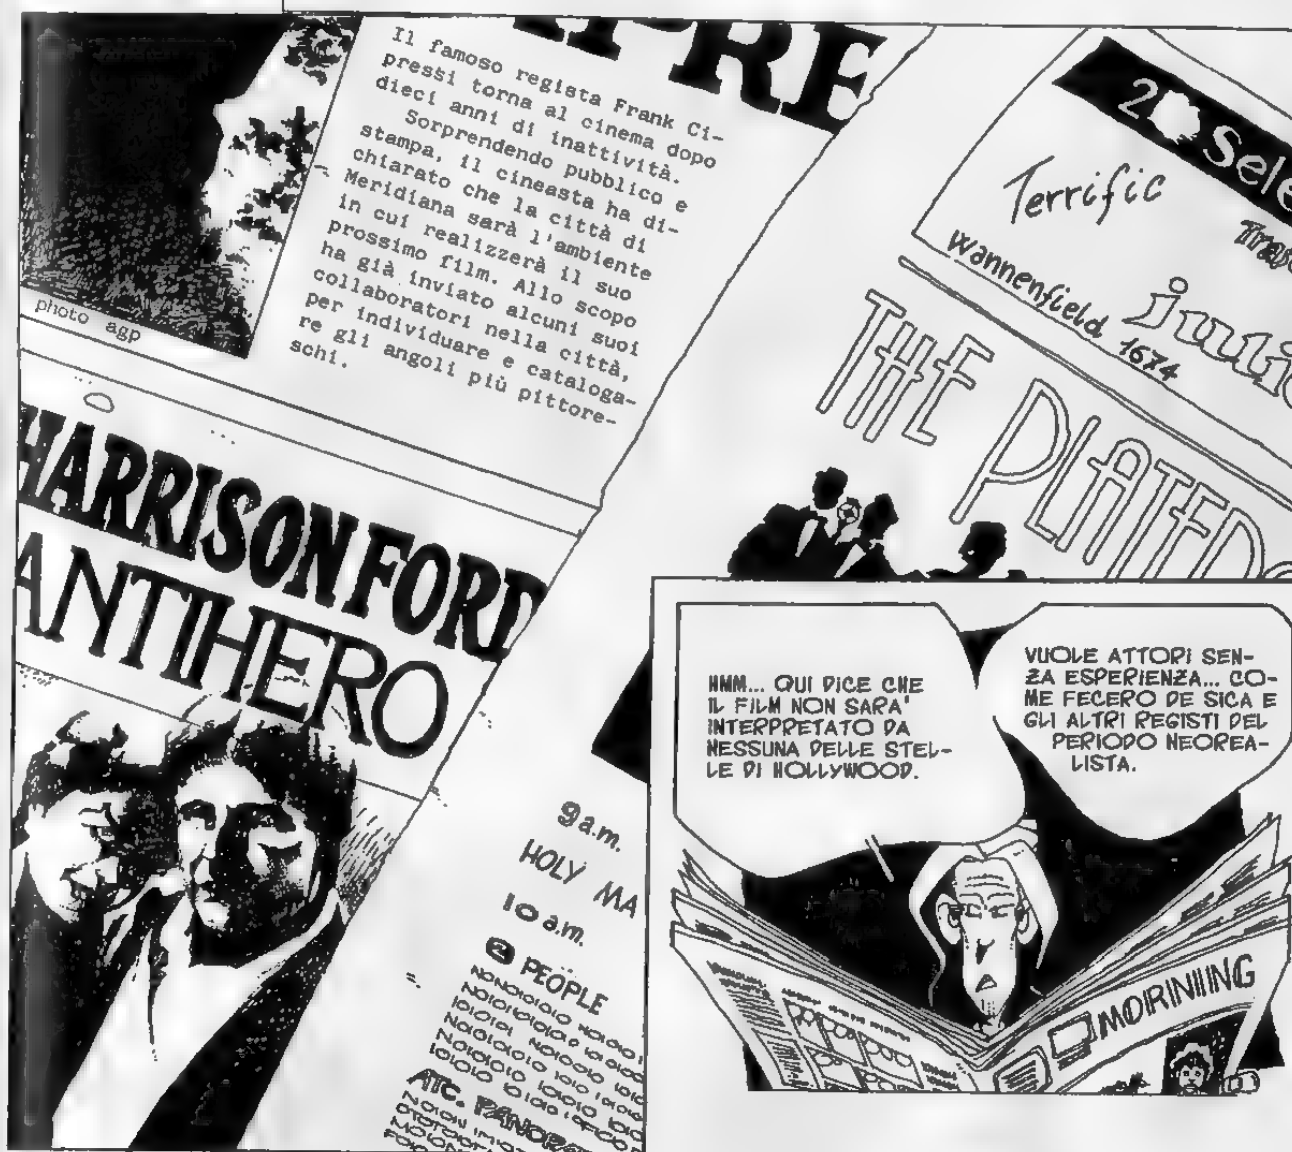 Il famoso regista Frank Ci-
pressi torna al cinema dopo
dieci anni di inattività.
Sorprendendo pubblico e
stampa, il cineasta ha di-
chiarato che la città di
Meridiana sarà l'ambiente
in cui realizzerà il suo
prossimo film. Allo scopo
ha già inviato alcuni suoi
collaboratori nella città,
per individuare e cataloga-
re gli angoli più pittore-
schi.
photo agp
HARRISON FORD
ANTIHERO
Terrific
Wannenfield 1674
THE PLATERS
9 a.m.
HOLY MA
10 a.m.
2 PEOPLE
HMM... QUI DICE CHE
IL FILM NON SARA'
INTERPRETATO DA
NESSUNA DELLE STEL-
LE DI HOLLYWOOD.
VUOLE ATTORI SEN-
ZA ESPERIENZA... CO-
ME FECERO DE SICA E
GLI ALTRI REGISTI DEL
PERIODO NEOREA-
LISTA.
MORNIING